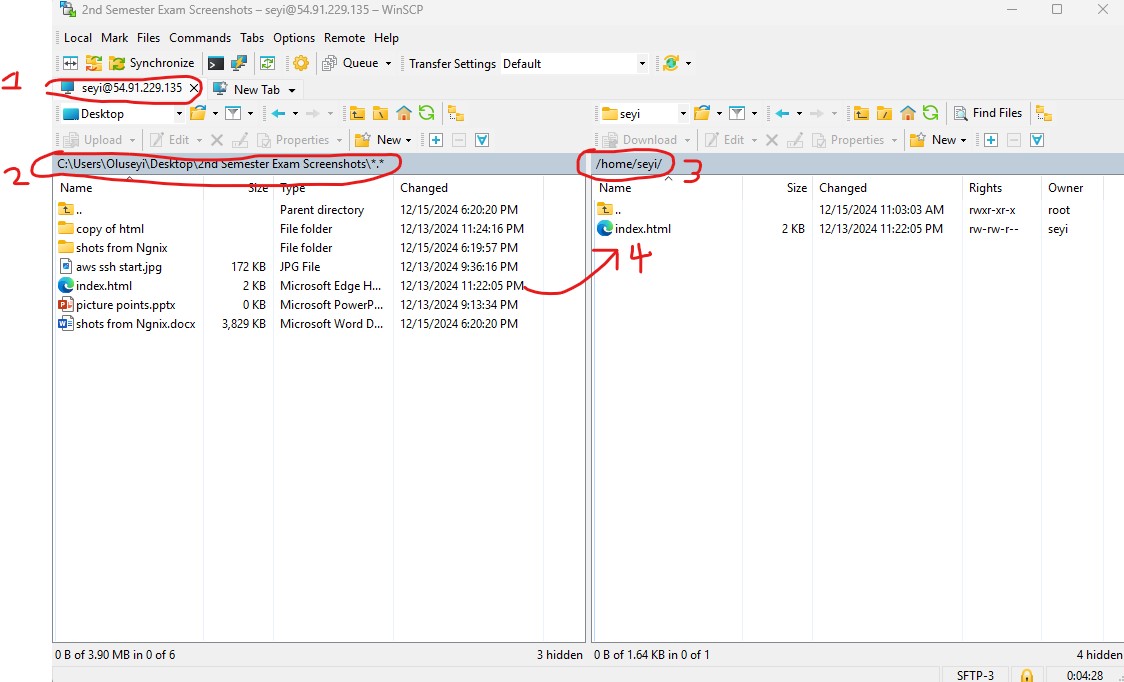 2nd Semester Exam Screenshots – seyi@54.91.229.135 – WinSCP
Local Mark Files Commands Tabs Options Remote Help
Synchronize Queue Transfer Settings Default
1 seyi@54.91.229.135 × New Tab
Desktop seyi Find Files
Upload Edit Properties New Download Edit Properties New
2 C:\Users\Oluseyi\Desktop\2nd Semester Exam Screenshots\*.* /home/seyi/ 3
Name Size Type Changed Name Size Changed Rights Owner
.. Parent directory 12/15/2024 6:20:20 PM .. 12/15/2024 11:03:03 AM rwxr-xr-x root
copy of html File folder 12/13/2024 11:24:16 PM index.html 2 KB 12/13/2024 11:22:05 PM rw-rw-r-- seyi
shots from Ngnix File folder 12/15/2024 6:19:57 PM
4
aws ssh start.jpg 172 KB JPG File 12/13/2024 9:36:16 PM
index.html 2 KB Microsoft Edge H... 12/13/2024 11:22:05 PM
picture points.pptx 0 KB Microsoft PowerP... 12/13/2024 9:13:34 PM
shots from Ngnix.docx 3,829 KB Microsoft Word D... 12/15/2024 6:20:20 PM
0 B of 3.90 MB in 0 of 6 3 hidden 0 B of 1.64 KB in 0 of 1 4 hidden
SFTP-3 0:04:28